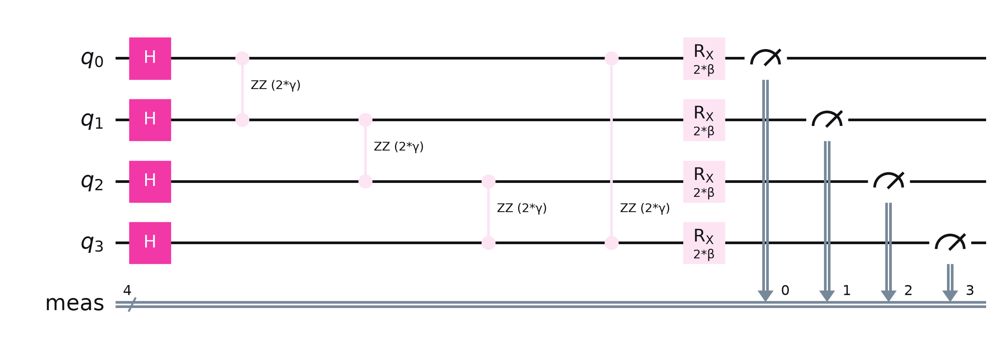 q0 H RX 2*β
ZZ (2*γ)
q1 H RX 2*β
ZZ (2*γ)
q2 H RX 2*β
ZZ (2*γ) ZZ (2*γ)
q3 H RX 2*β
4 0 1 2 3
meas